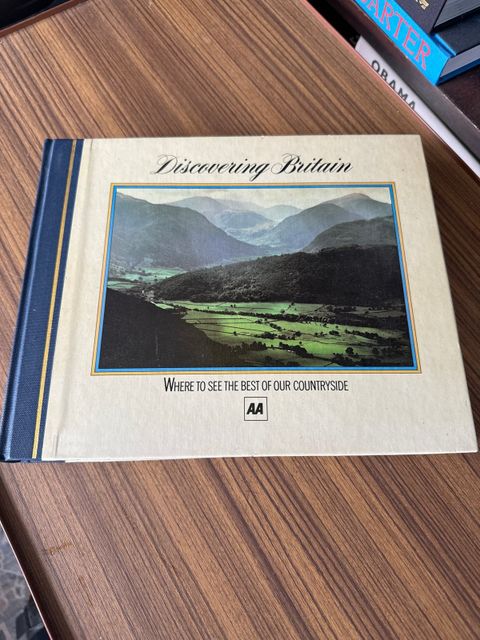 Discovering Britain
WHERE TO SEE THE BEST OF OUR COUNTRYSIDE
AA
CARTER
OBAMA